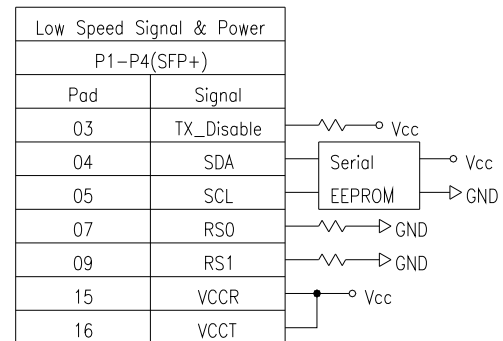 Low Speed Signal & Power
P1-P4(SFP+)
Pad Signal
03 TX_Disable Vcc
04 SDA Serial Vcc
05 SCL EEPROM GND
07 RS0 GND
09 RS1 GND
15 VCCR Vcc
16 VCCT